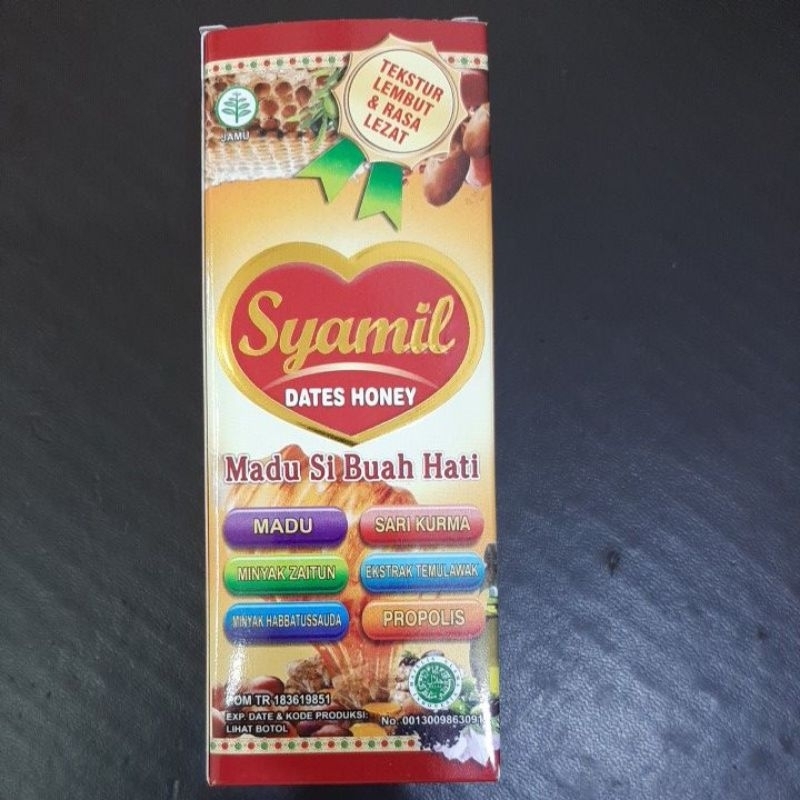 TEKSTUR
LEMBUT
& RASA
LEZAT
JAMU
Syamil
DATES HONEY
Madu Si Buah Hati
MADU
SARI KURMA
MINYAK ZAITUN
EKSTRAK TEMULAWAK
MINYAK HABBATUSSAUDA
PROPOLIS
POM TR 183619851
EXP. DATE & KODE PRODUKSI:
LIHAT BOTOL
No. 0013009863091